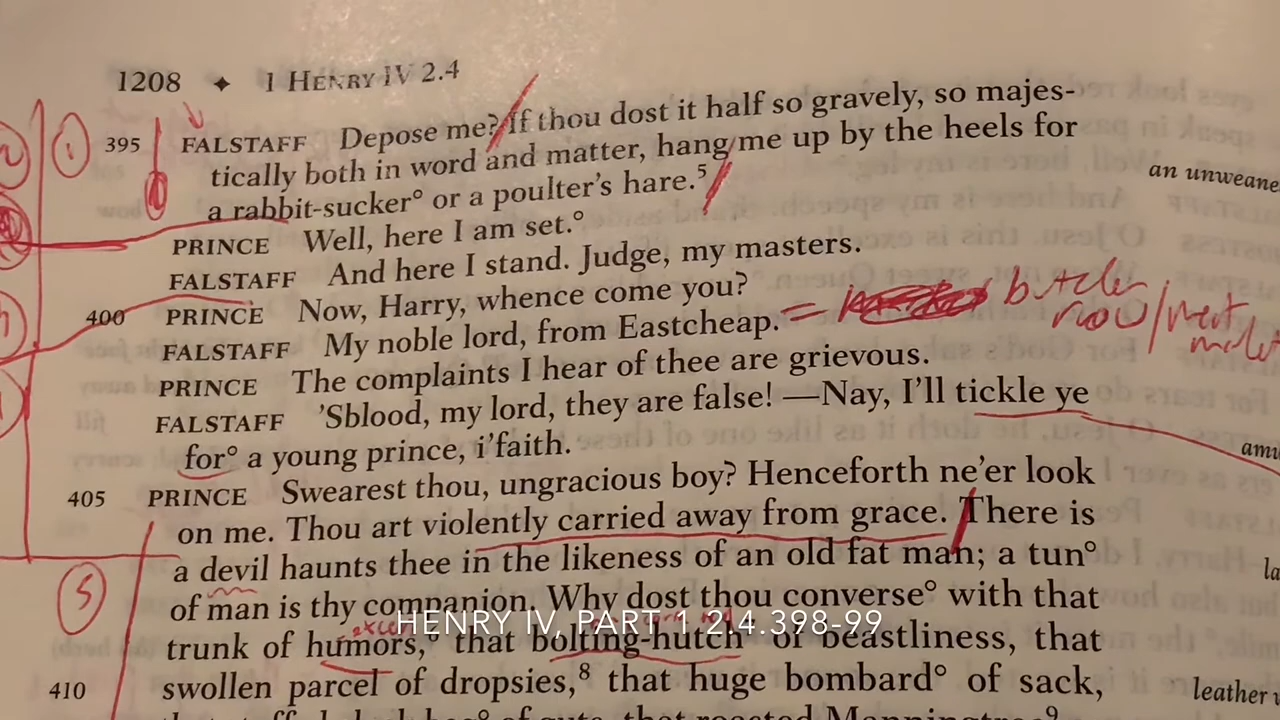 1208 ✦ 1 HENRY IV 2.4
395 FALSTAFF Depose me? If thou dost it half so gravely, so majes-
tically both in word and matter, hang me up by the heels for
a rabbit-sucker° or a poulter's hare.⁵
an unweane
PRINCE Well, here I am set.°
FALSTAFF And here I stand. Judge, my masters.
400 PRINCE Now, Harry, whence come you?
FALSTAFF My noble lord, from Eastcheap. = butcher
row/meat
PRINCE The complaints I hear of thee are grievous.
FALSTAFF 'Sblood, my lord, they are false! —Nay, I'll tickle ye
for° a young prince, i'faith.
amu
405 PRINCE Swearest thou, ungracious boy? Henceforth ne'er look
on me. Thou art violently carried away from grace. There is
a devil haunts thee in the likeness of an old fat man; a tun°
la
of man is thy companion. Why dost thou converse° with that
HENRY IV, PART 1 2.4.398-99
trunk of humors,⁶ that bolting-hutch° of beastliness, that
410 swollen parcel of dropsies,⁸ that huge bombard° of sack,
leather